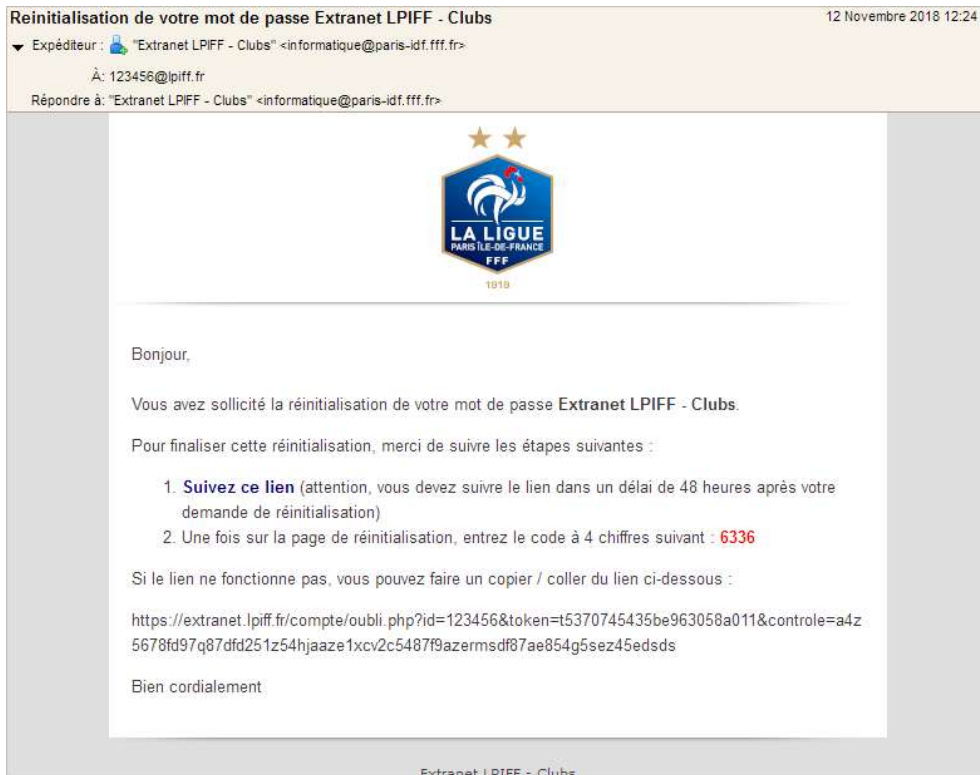 Reinitialisation de votre mot de passe Extranet LPIFF - Clubs
12 Novembre 2018 12:24
Expéditeur : "Extranet LPIFF - Clubs" <informatique@paris-idf.fff.fr>
À: 123456@lpiff.fr
Répondre à: "Extranet LPIFF - Clubs" <informatique@paris-idf.fff.fr>
LA LIGUE
PARIS ÎLE-DE-FRANCE
FFF
1919
Bonjour,
Vous avez sollicité la réinitialisation de votre mot de passe Extranet LPIFF - Clubs.
Pour finaliser cette réinitialisation, merci de suivre les étapes suivantes :
1. Suivez ce lien (attention, vous devez suivre le lien dans un délai de 48 heures après votre
demande de réinitialisation)
2. Une fois sur la page de réinitialisation, entrez le code à 4 chiffres suivant : 6336
Si le lien ne fonctionne pas, vous pouvez faire un copier / coller du lien ci-dessous :
https://extranet.lpiff.fr/compte/oubli.php?id=123456&token=t5370745435be963058a011&controle=a4z
5678fd97q87dfd251z54hjaaze1xcv2c5487f9azermsdf87ae854g5sez45edsds
Bien cordialement
Extranet LPIFF - Clubs